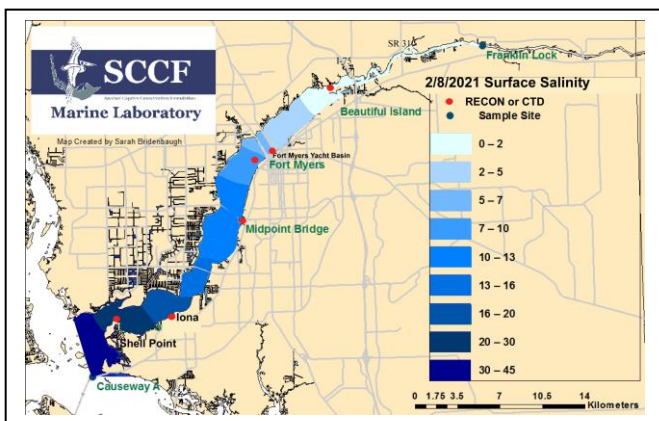 SCCF
Marine Laboratory
Map Created by Sarah Bridenbaugh
I-75
SR 31
Franklin Lock
2/8/2021 Surface Salinity
RECON or CTD
Sample Site
0 – 2
2 – 5
5 – 7
7 – 10
10 – 13
13 – 16
16 – 20
20 – 30
30 – 45
Beautiful Island
Fort Myers Yacht Basin
Fort Myers
Midpoint Bridge
Iona
Shell Point
Causeway A
0 1.75 3.5 7 10.5 14
Kilometers